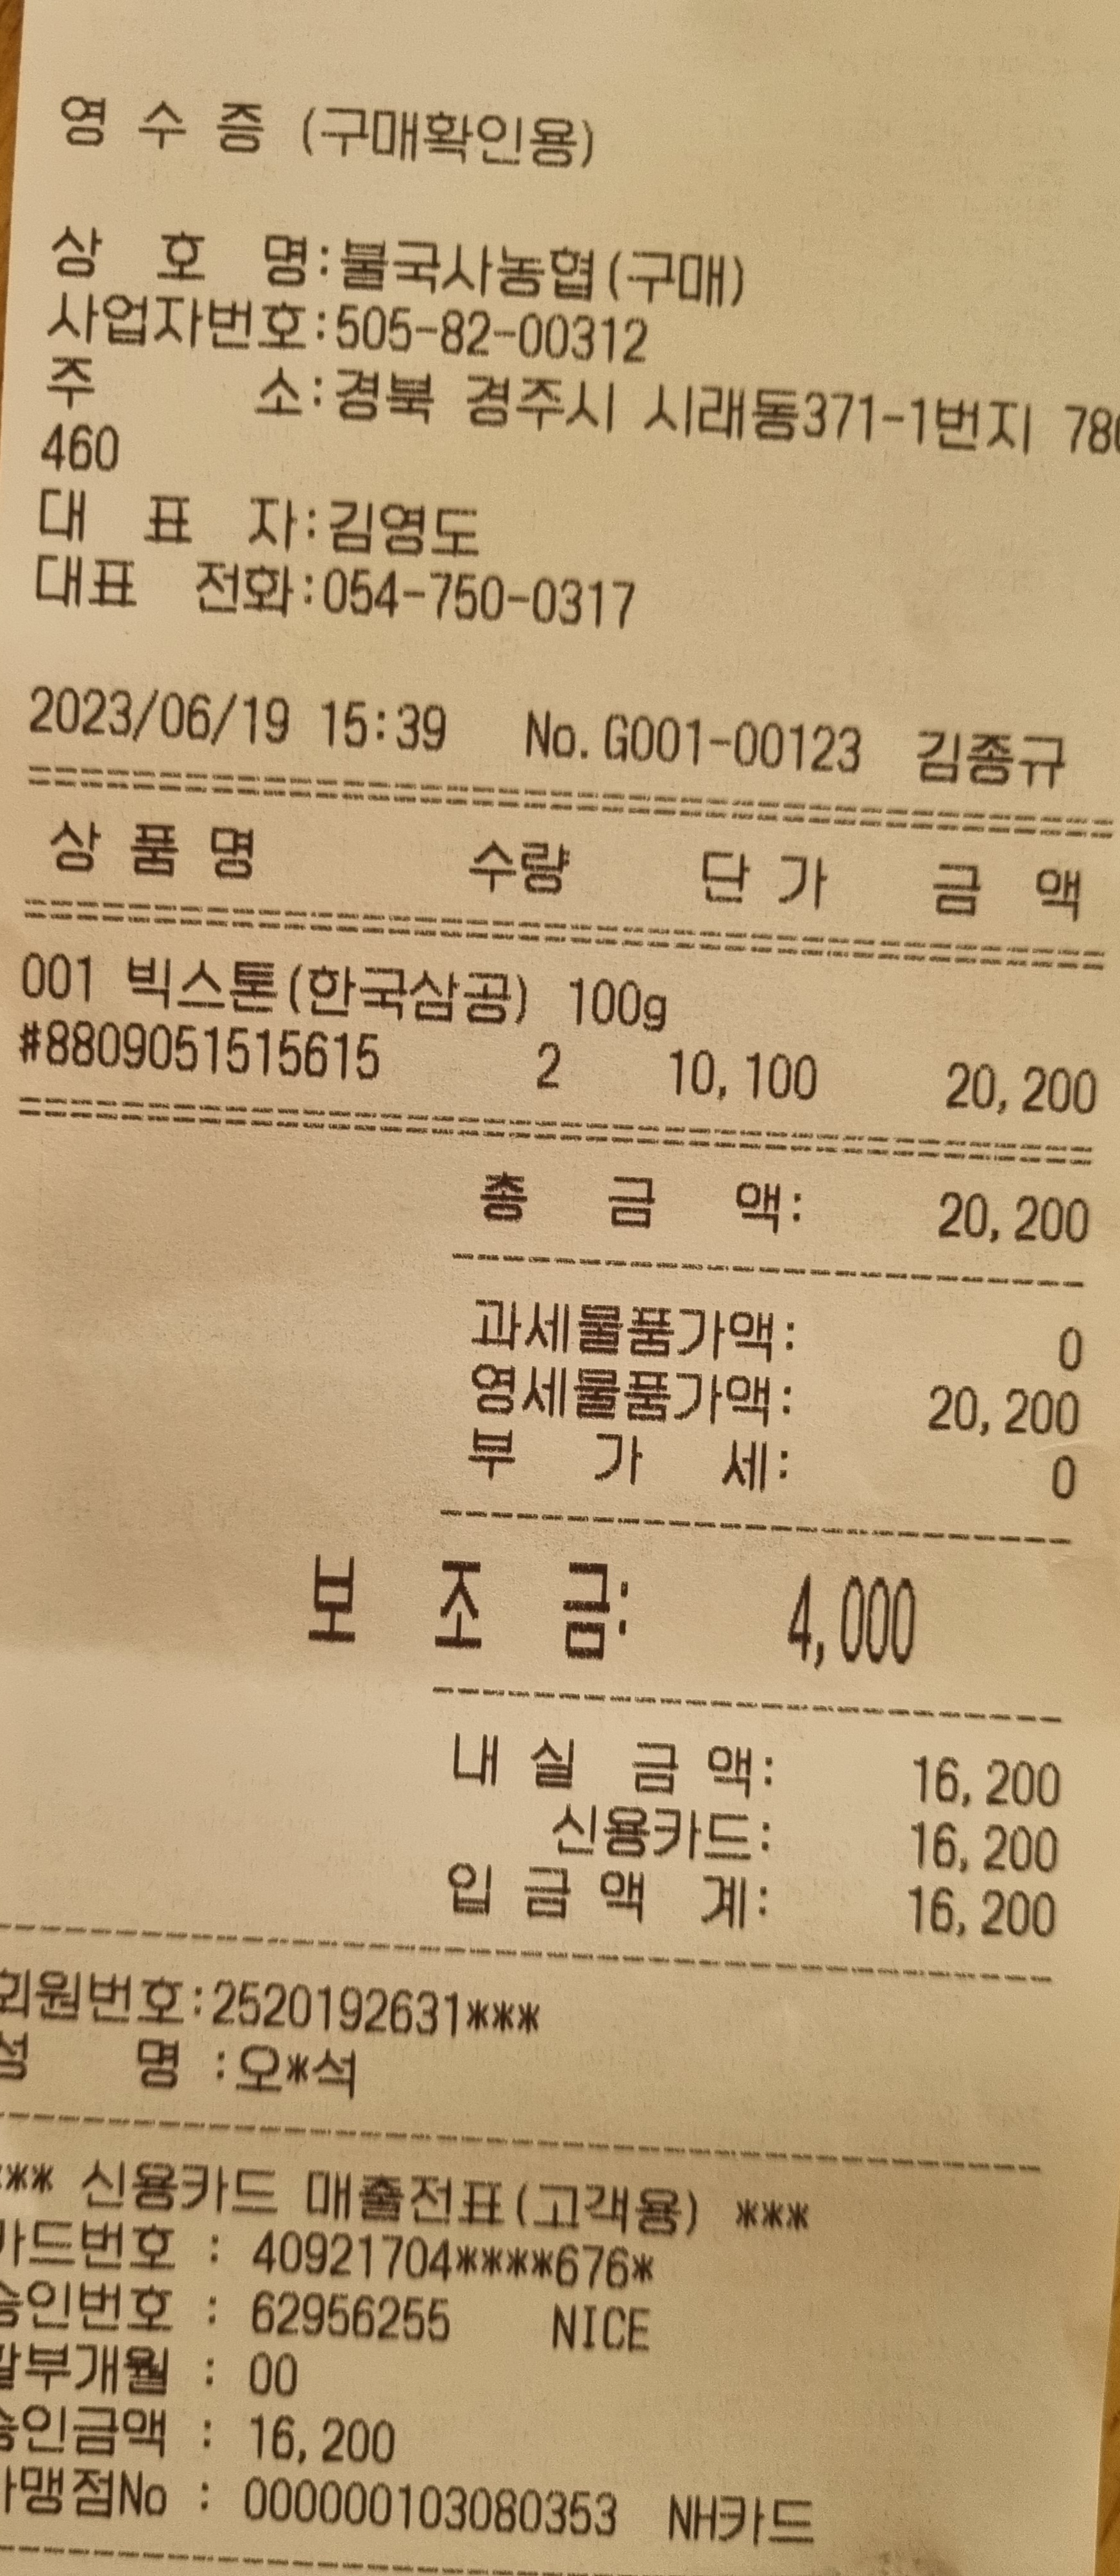 영 수 증 (구매확인용)
상 호 명:불국사농협(구매)
사업자번호:505-82-00312
주 소:경북 경주시 시래동371-1번지 780
460
대 표 자:김영도
대표 전화:054-750-0317
2023/06/19 15:39 No.G001-00123 김종규
상 품 명 수량 단 가 금 액
001 빅스톤(한국삼공) 100g
#8809051515615 2 10,100 20,200
총 금 액: 20,200
과세물품가액: 0
영세물품가액: 20,200
부 가 세: 0
보 조 금: 4,000
내 실 금 액: 16,200
신용카드: 16,200
입 금 액 계: 16,200
회원번호:2520192631***
성 명 :오*석
*** 신용카드 매출전표(고객용) ***
카드번호 : 40921704****676*
승인번호 : 62956255 NICE
할부개월 : 00
승인금액 : 16,200
가맹점No : 000000103080353 NH카드